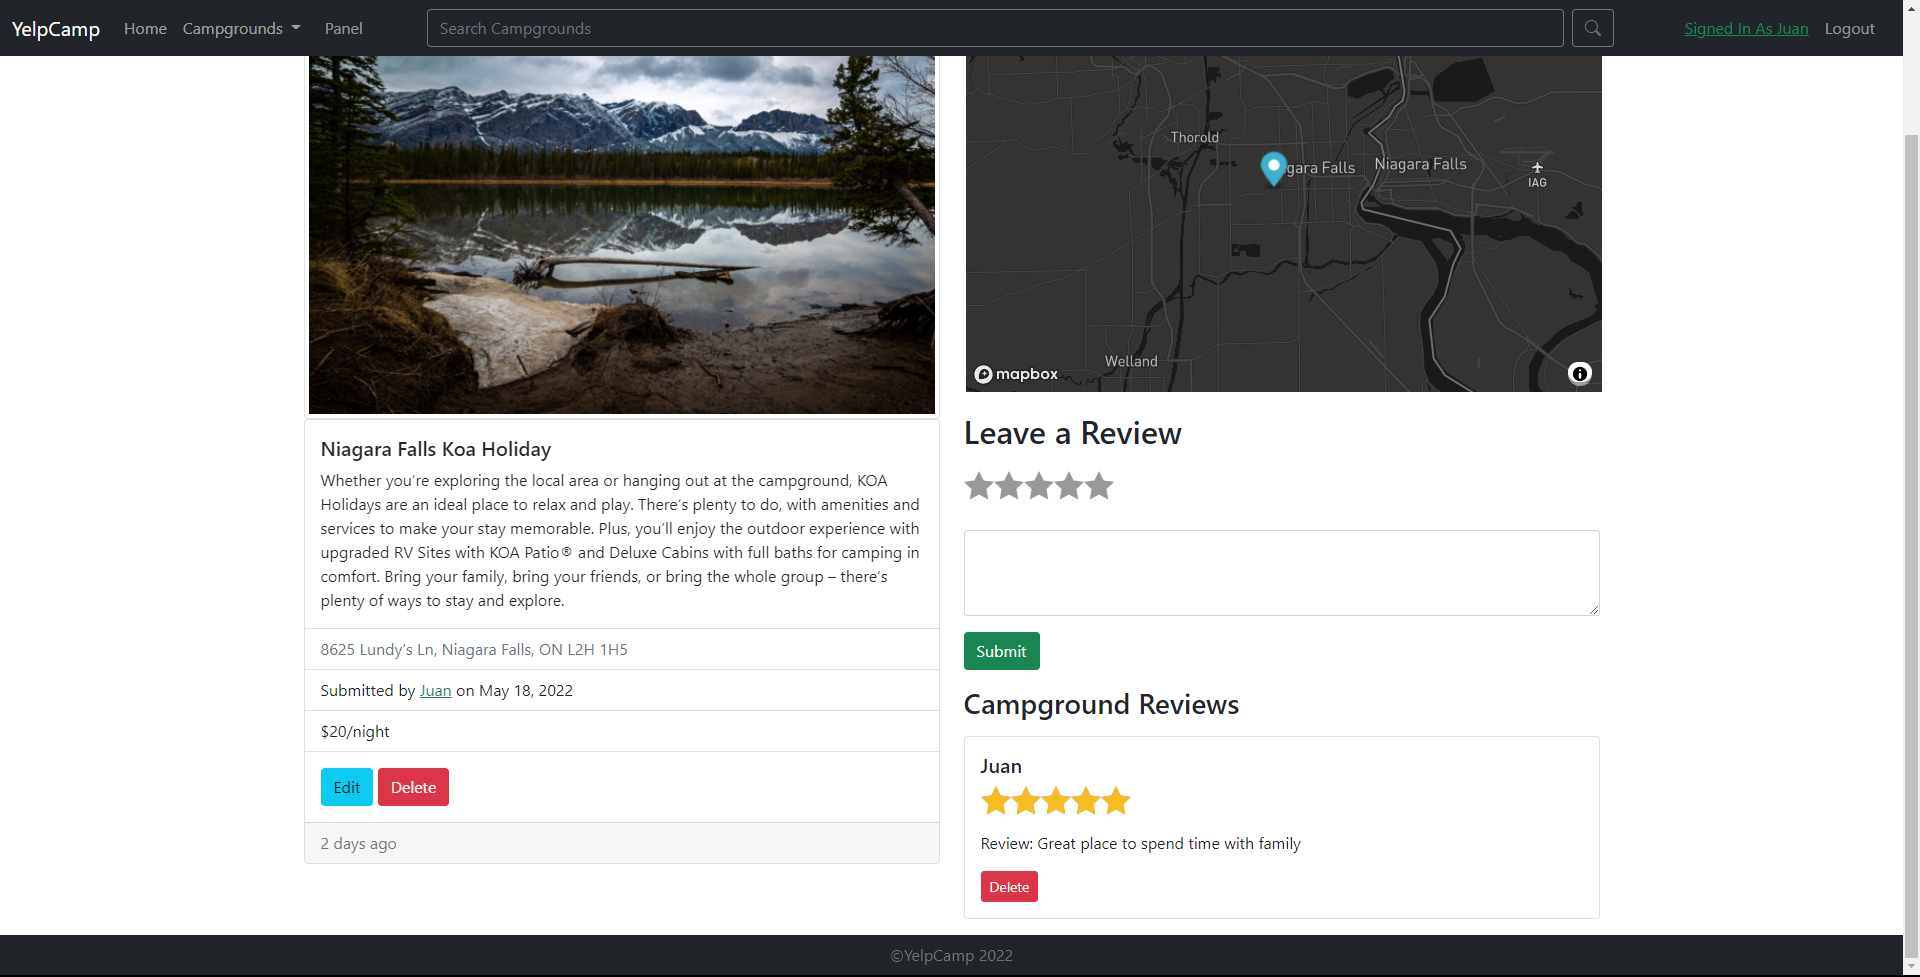 YelpCamp
Home
Campgrounds
Panel
Search Campgrounds
Signed In As Juan
Logout
Niagara Falls Koa Holiday
Whether you’re exploring the local area or hanging out at the campground, KOA
Holidays are an ideal place to relax and play. There’s plenty to do, with amenities and
services to make your stay memorable. Plus, you’ll enjoy the outdoor experience with
upgraded RV Sites with KOA Patio® and Deluxe Cabins with full baths for camping in
comfort. Bring your family, bring your friends, or bring the whole group – there’s
plenty of ways to stay and explore.
8625 Lundy's Ln, Niagara Falls, ON L2H 1H5
Submitted by Juan on May 18, 2022
$20/night
Edit
Delete
2 days ago
Thorold
gara Falls
Niagara Falls
IAG
Welland
mapbox
Leave a Review
Submit
Campground Reviews
Juan
Review: Great place to spend time with family
Delete
©YelpCamp 2022